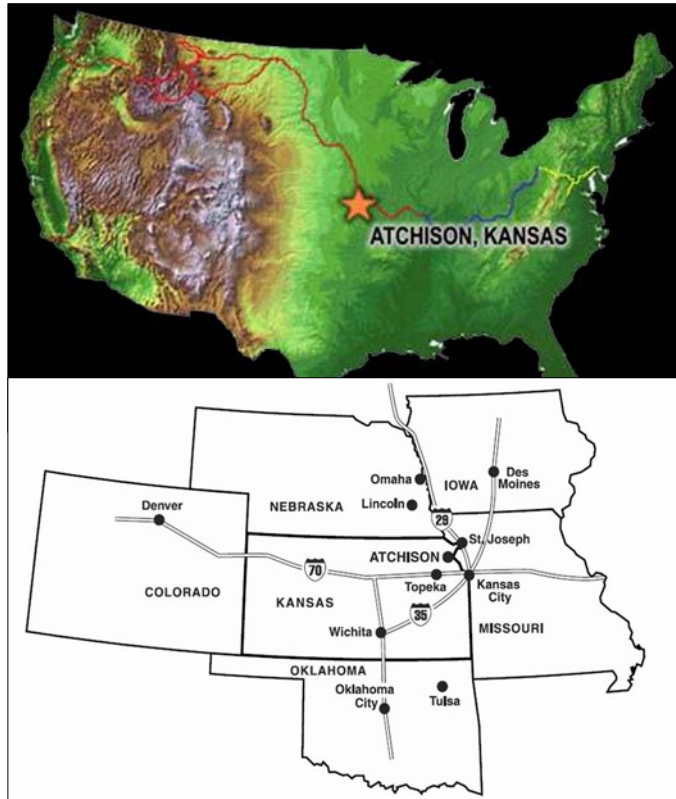 ATCHISON, KANSAS
Omaha
IOWA
Des
Moines
NEBRASKA
Lincoln
Denver
29
St. Joseph
ATCHISON
70
Topeka
Kansas
City
COLORADO
KANSAS
35
Wichita
MISSOURI
OKLAHOMA
Oklahoma
City
Tulsa